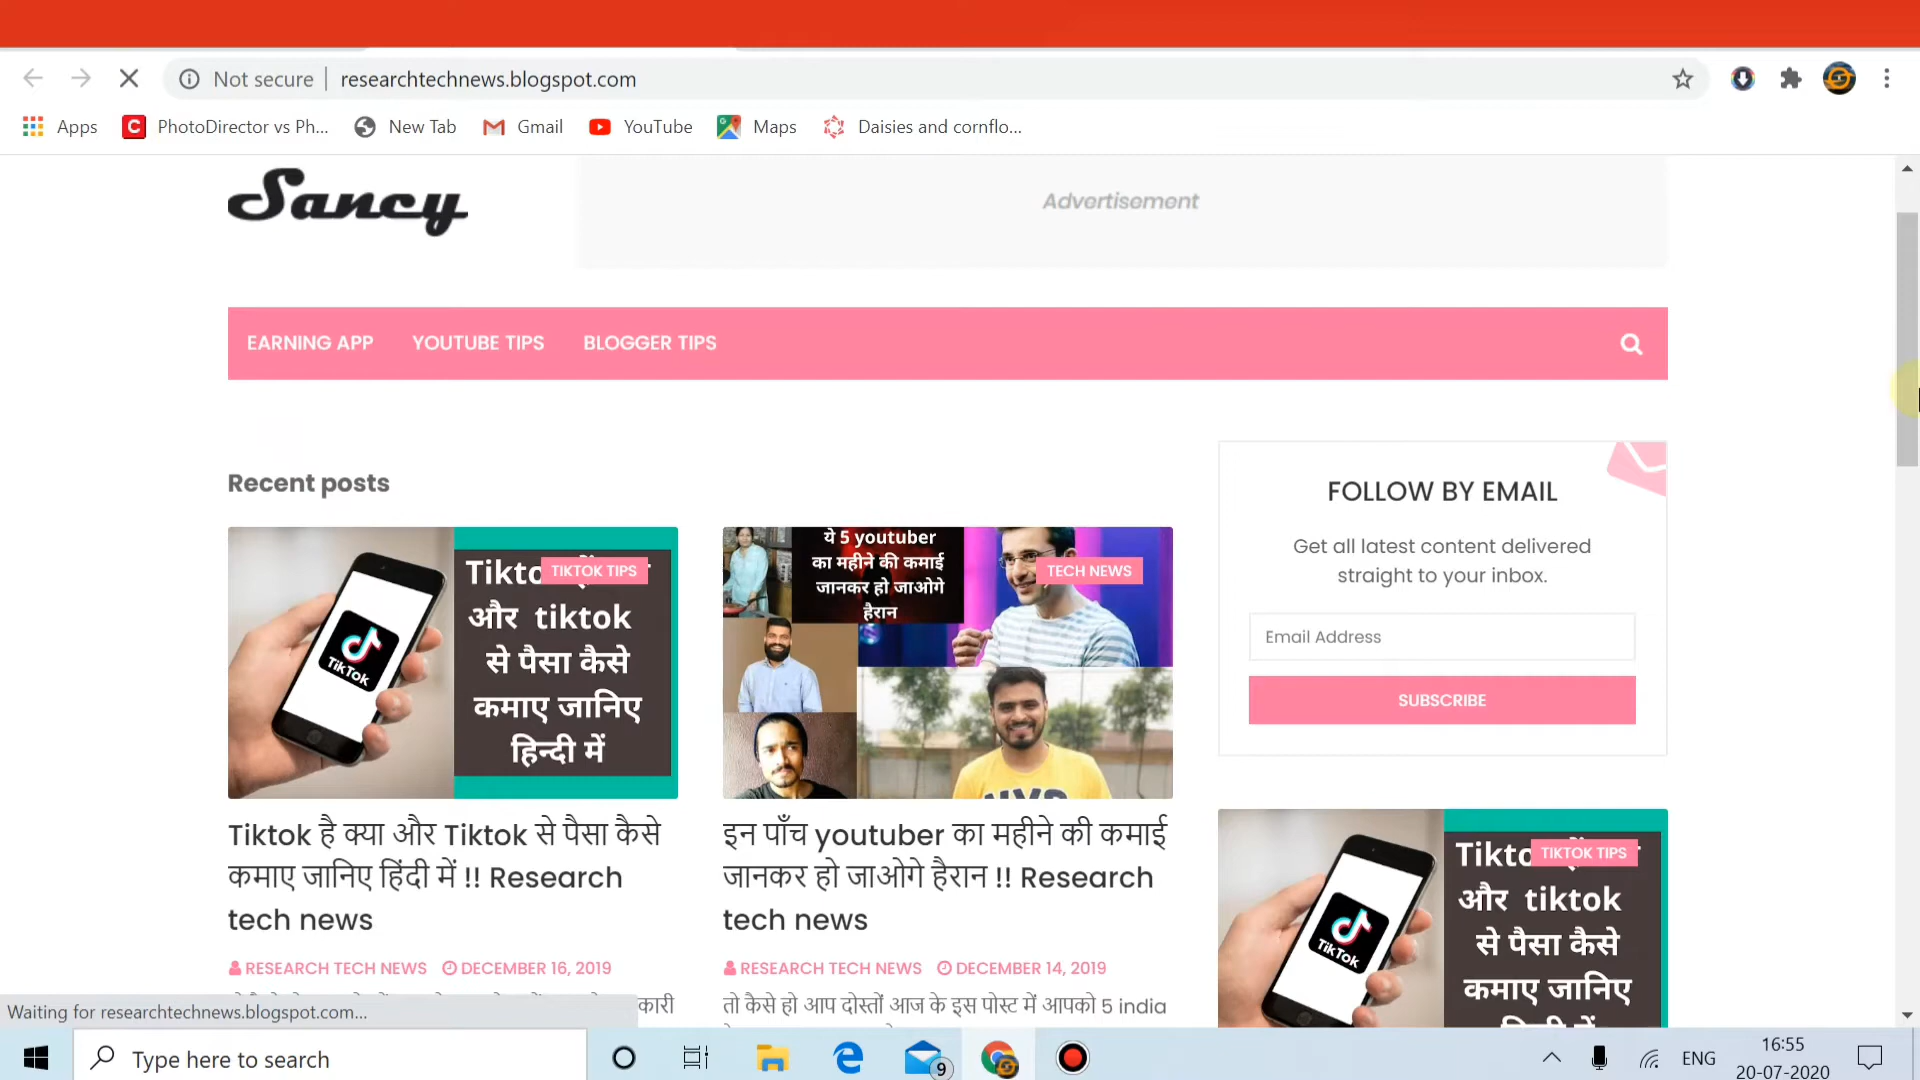 Not secure researchtechnews.blogspot.com
Apps PhotoDirector vs Ph... New Tab Gmail YouTube Maps Daisies and cornflo...
Sancy
Advertisement
EARNING APP YOUTUBE TIPS BLOGGER TIPS
Recent posts
TIKTOK TIPS
और tiktok
से पैसा कैसे
कमाए जानिए
हिन्दी में
TikTok
Tiktok है क्या और Tiktok से पैसा कैसे
कमाए जानिए हिंदी में !! Research
tech news
RESEARCH TECH NEWS DECEMBER 16, 2019
ये 5 youtuber
का महीने की कमाई
जानकर हो जाओगे
हैरान
TECH NEWS
इन पाँच youtuber का महीने की कमाई
जानकर हो जाओगे हैरान !! Research
tech news
RESEARCH TECH NEWS DECEMBER 14, 2019
तो कैसे हो आप दोस्तों आज के इस पोस्ट में आपको 5 india
FOLLOW BY EMAIL
Get all latest content delivered
straight to your inbox.
Email Address
SUBSCRIBE
TIKTOK TIPS
और tiktok
से पैसा कैसे
कमाए जानिए
TikTok
Waiting for researchtechnews.blogspot.com...
Type here to search
9
ENG
16:55
20-07-2020